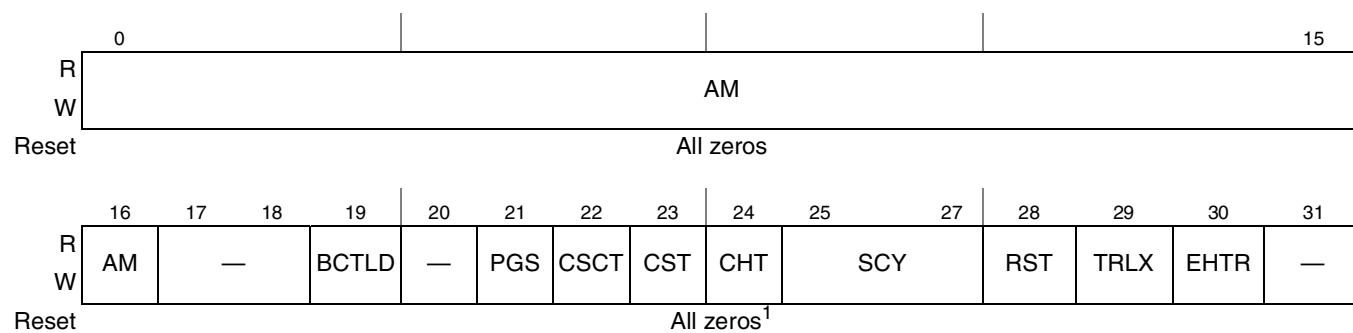 0 15
R
AM
W
Reset All zeros
16 17 18 19 20 21 22 23 24 25 27 28 29 30 31
R
AM — BCTLD — PGS CSCT CST CHT SCY RST TRLX EHTR —
W
Reset All zeros1